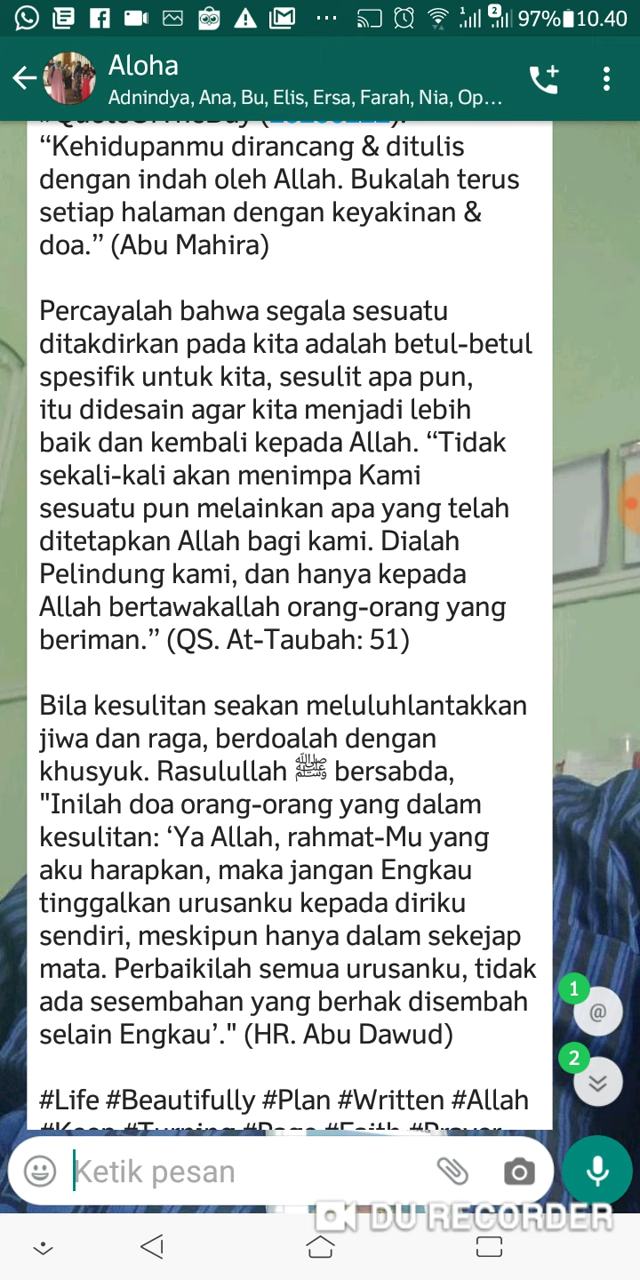 97% 10.40
Aloha
Adnindya, Ana, Bu, Elis, Ersa, Farah, Nia, Op...
“Kehidupanmu dirancang & ditulis
dengan indah oleh Allah. Bukalah terus
setiap halaman dengan keyakinan &
doa.” (Abu Mahira)
Percayalah bahwa segala sesuatu
ditakdirkan pada kita adalah betul-betul
spesifik untuk kita, sesulit apa pun,
itu didesain agar kita menjadi lebih
baik dan kembali kepada Allah. “Tidak
sekali-kali akan menimpa Kami
sesuatu pun melainkan apa yang telah
ditetapkan Allah bagi kami. Dialah
Pelindung kami, dan hanya kepada
Allah bertawakallah orang-orang yang
beriman.” (QS. At-Taubah: 51)
Bila kesulitan seakan meluluhlantakkan
jiwa dan raga, berdoalah dengan
khusyuk. Rasulullah ﷺ bersabda,
"Inilah doa orang-orang yang dalam
kesulitan: ‘Ya Allah, rahmat-Mu yang
aku harapkan, maka jangan Engkau
tinggalkan urusanku kepada diriku
sendiri, meskipun hanya dalam sekejap
mata. Perbaikilah semua urusanku, tidak
ada sesembahan yang berhak disembah
selain Engkau’." (HR. Abu Dawud)
1
@
2
#Life #Beautifully #Plan #Written #Allah
#Keep #Turning #Page #Faith #Prayer
Ketik pesan
DU RECORDER